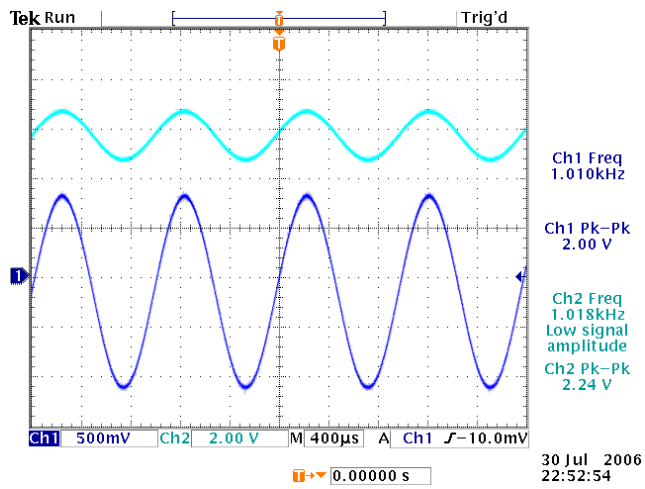 Tek Run Trig'd
T
T
Ch1 Freq
1.010kHz
Ch1 Pk-Pk
2.00 V
1
Ch2 Freq
1.018kHz
Low signal
amplitude
Ch2 Pk-Pk
2.24 V
Ch1 500mV Ch2 2.00 V M 400µs A Ch1 ∫ -10.0mV
T 0.00000 s
30 Jul 2006
22:52:54